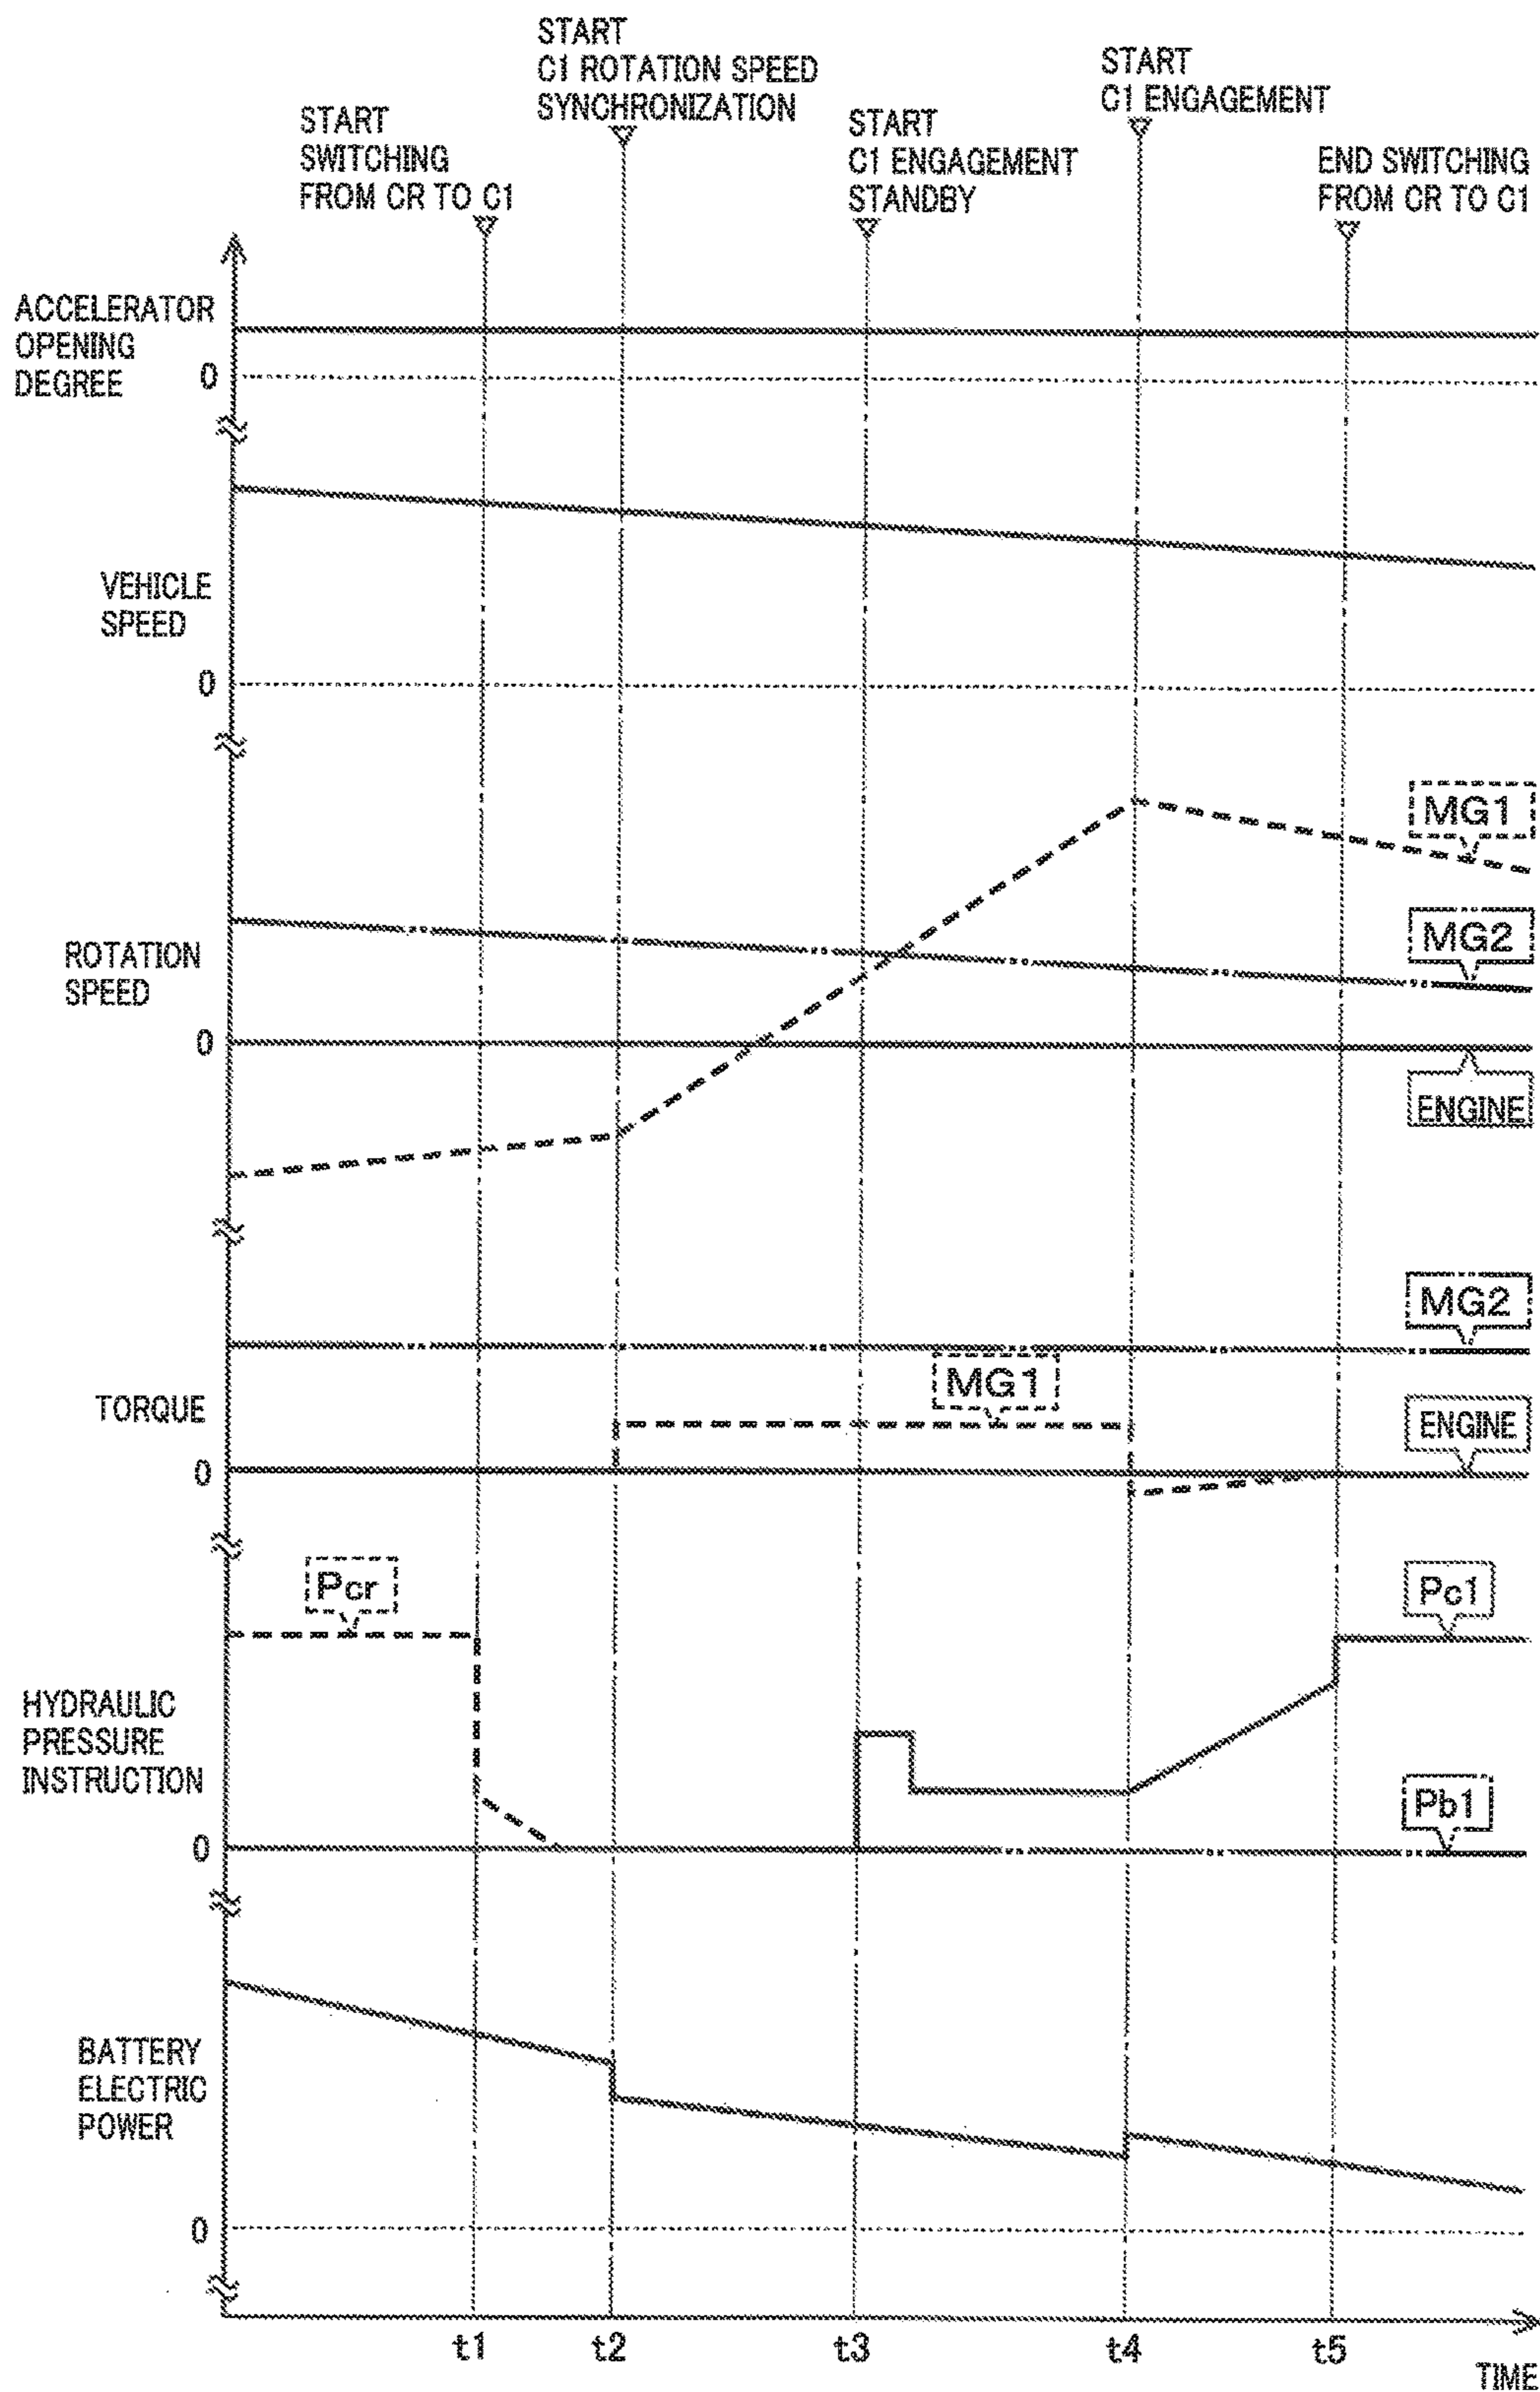 START
C1 ROTATION SPEED
SYNCHRONIZATION
START
C1 ENGAGEMENT
START
SWITCHING
FROM CR TO C1
START
C1 ENGAGEMENT
STANDBY
END SWITCHING
FROM CR TO C1
ACCELERATOR
OPENING
DEGREE
0
VEHICLE
SPEED
0
MG1
MG2
ROTATION
SPEED
0
ENGINE
MG2
MG1
TORQUE
ENGINE
0
Pcr
Pc1
HYDRAULIC
PRESSURE
INSTRUCTION
Pb1
0
BATTERY
ELECTRIC
POWER
0
t1
t2
t3
t4
t5
TIME